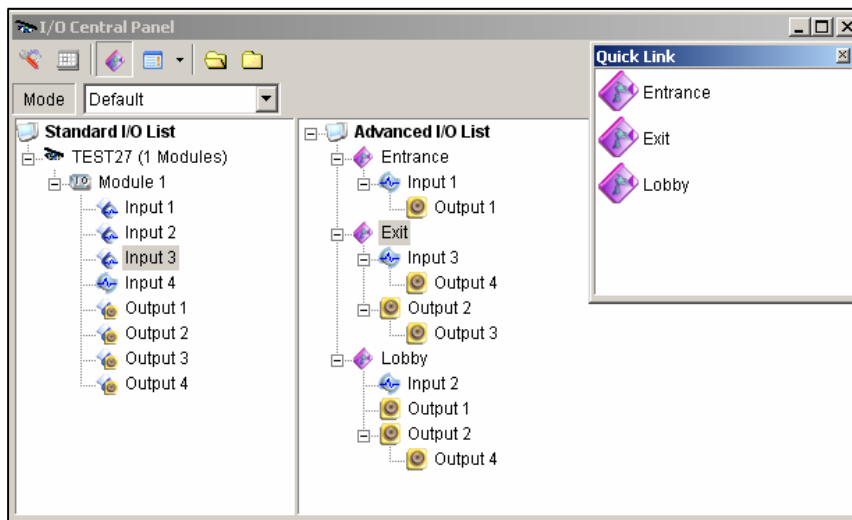 I/O Central Panel
Mode Default
Standard I/O List
TEST27 (1 Modules)
Module 1
Input 1
Input 2
Input 3
Input 4
Output 1
Output 2
Output 3
Output 4
Advanced I/O List
Entrance
Input 1
Output 1
Exit
Input 3
Output 4
Output 2
Output 3
Lobby
Input 2
Output 1
Output 2
Output 4
Quick Link
Entrance
Exit
Lobby